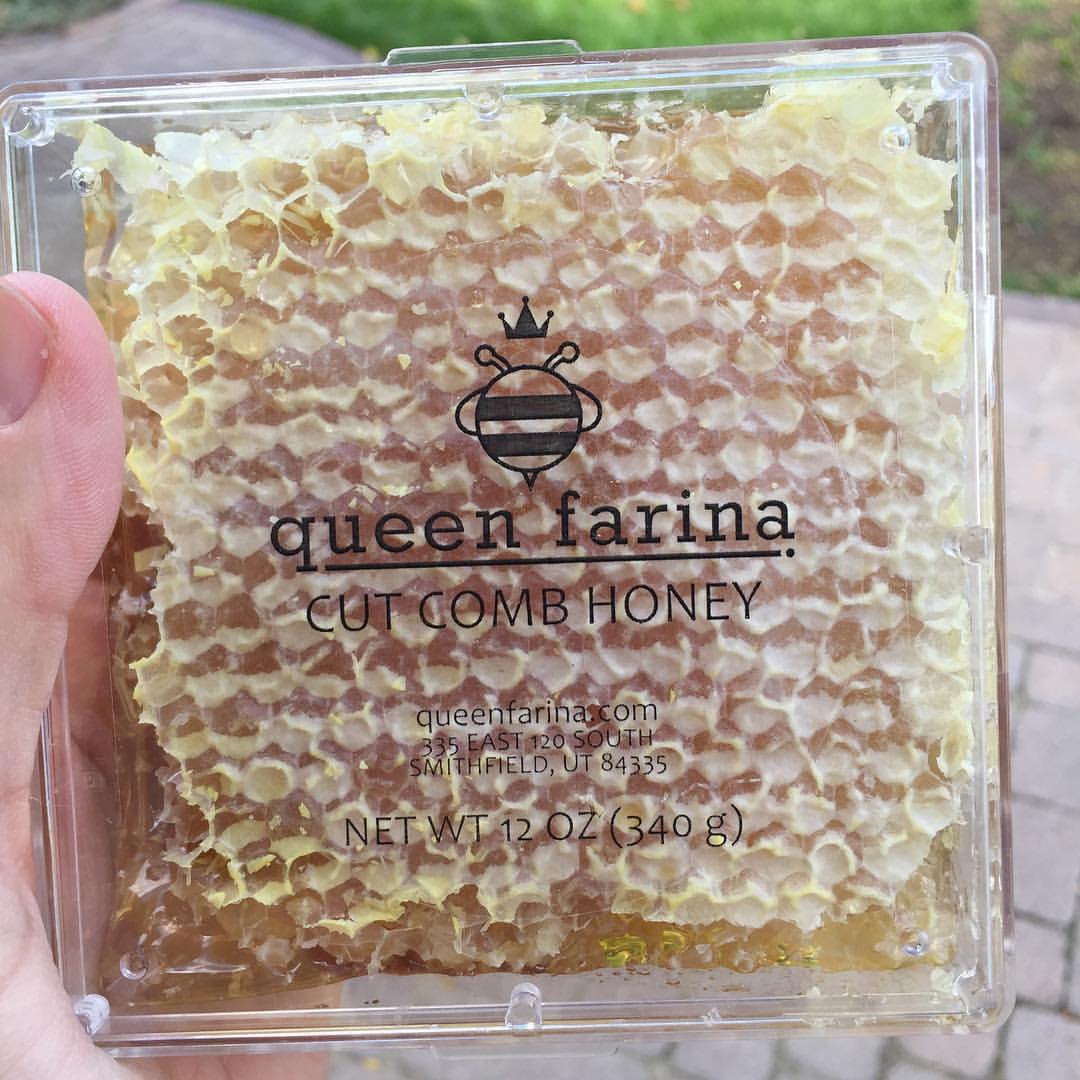 queen farina
CUT COMB HONEY
queenfarina.com
335 EAST 120 SOUTH
SMITHFIELD, UT 84335
NET WT 12 OZ (340 g)